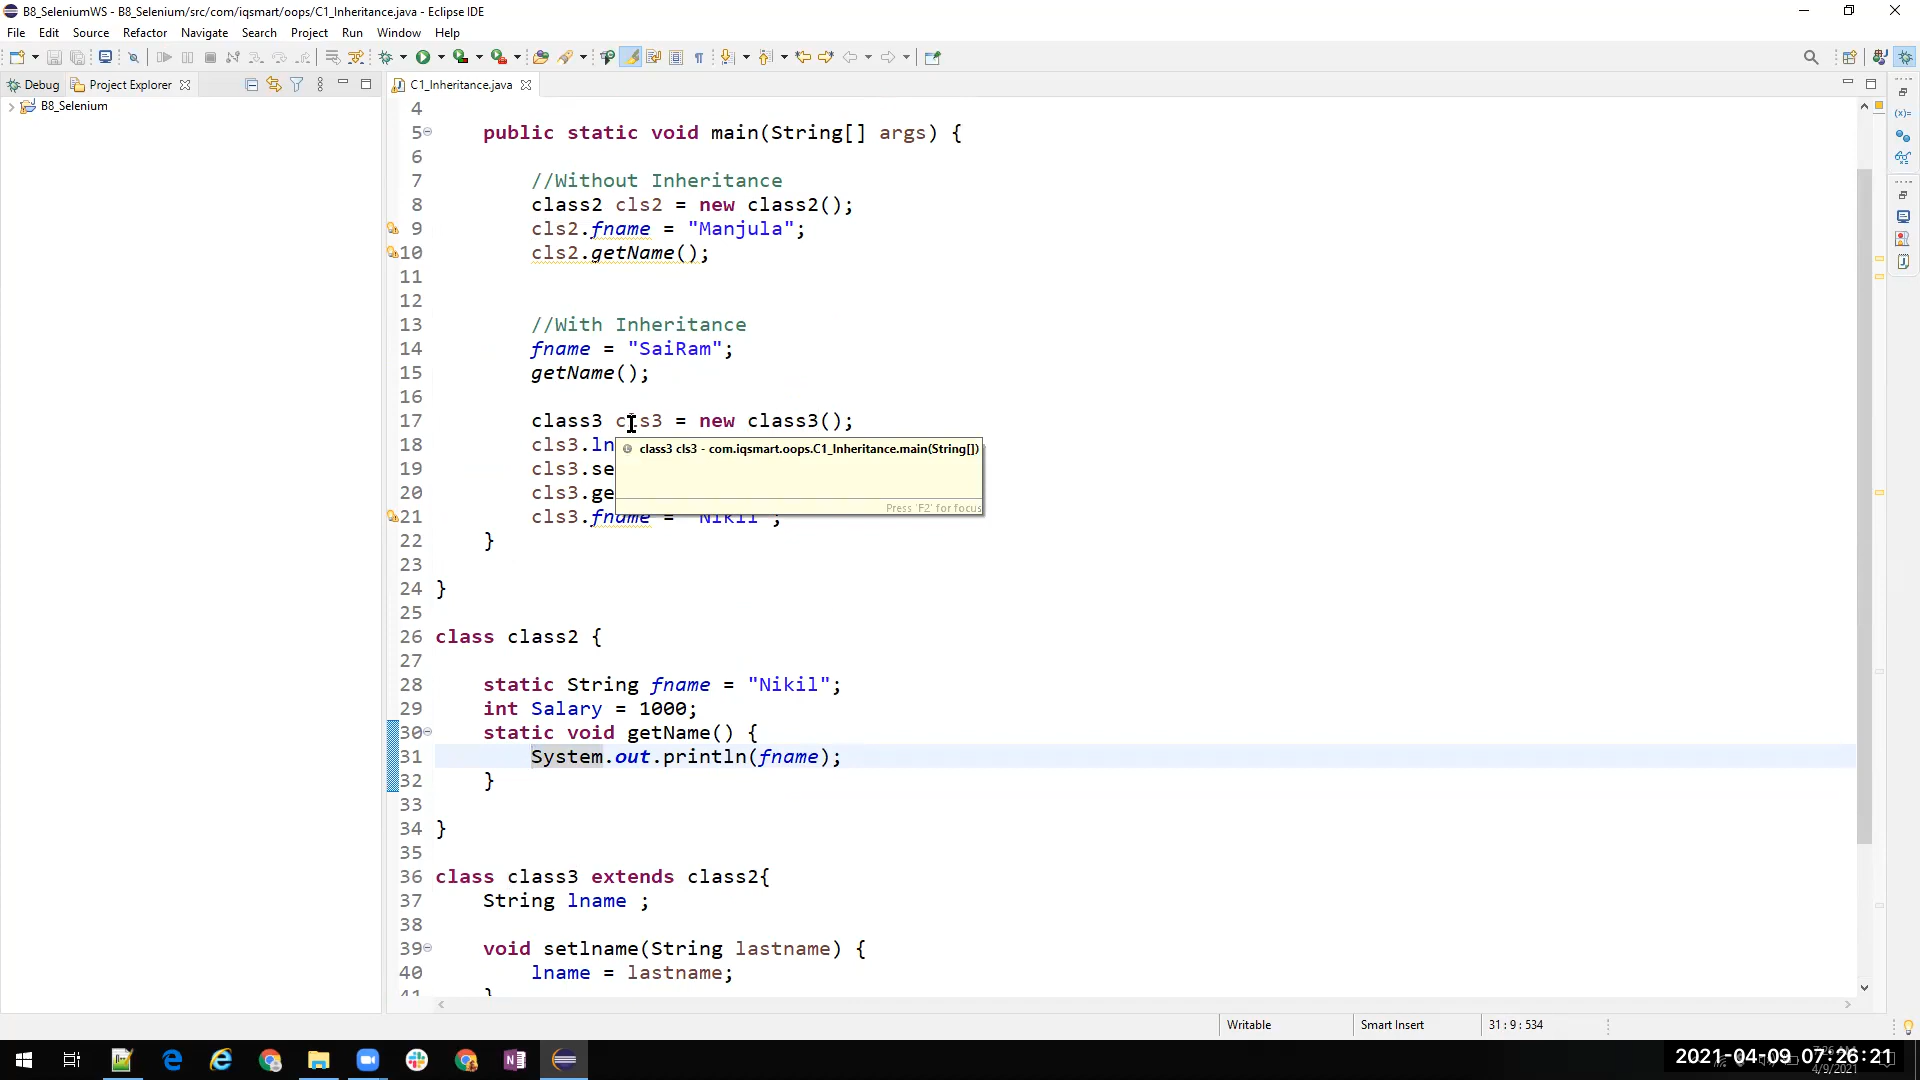 B8_SeleniumWS - B8_Selenium/src/com/iqsmart/oops/C1_Inheritance.java - Eclipse IDE
File Edit Source Refactor Navigate Search Project Run Window Help
Debug Project Explorer C1_Inheritance.java
B8_Selenium
4
5 public static void main(String[] args) {
6
7 //Without Inheritance
8 class2 cls2 = new class2();
9 cls2.fname = "Manjula";
10 cls2.getName();
11
12
13 //With Inheritance
14 fname = "SaiRam";
15 getName();
16
17 class3 cls3 = new class3();
18 cls3.ln
class3 cls3 - com.iqsmart.oops.C1_Inheritance.main(String[])
19 cls3.se
20 cls3.ge
Press 'F2' for focus
21 cls3.fname = "Nikil";
22 }
23
24 }
25
26 class class2 {
27
28 static String fname = "Nikil";
29 int Salary = 1000;
30 static void getName() {
31 System.out.println(fname);
32 }
33
34 }
35
36 class class3 extends class2{
37 String lname ;
38
39 void setlname(String lastname) {
40 lname = lastname;
41 }
Writable Smart Insert 31 : 9 : 534
2021-04-09 07:26:21
4/9/2021